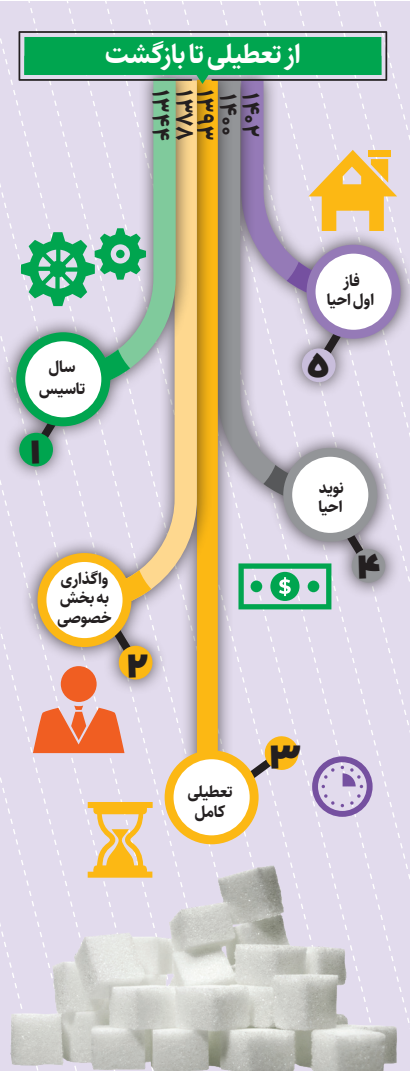 از تعطیلی تا بازگشت
۱۴۰۲
۱۴۰۰
۱۳۹۳
۱۳۷۸
۱۳۴۴
فاز
اول احیا
۵
سال
تاسیس
۱
نوید
احیا
۴
واگذاری
به بخش
خصوصی
۲
۳
تعطیلی
کامل
$